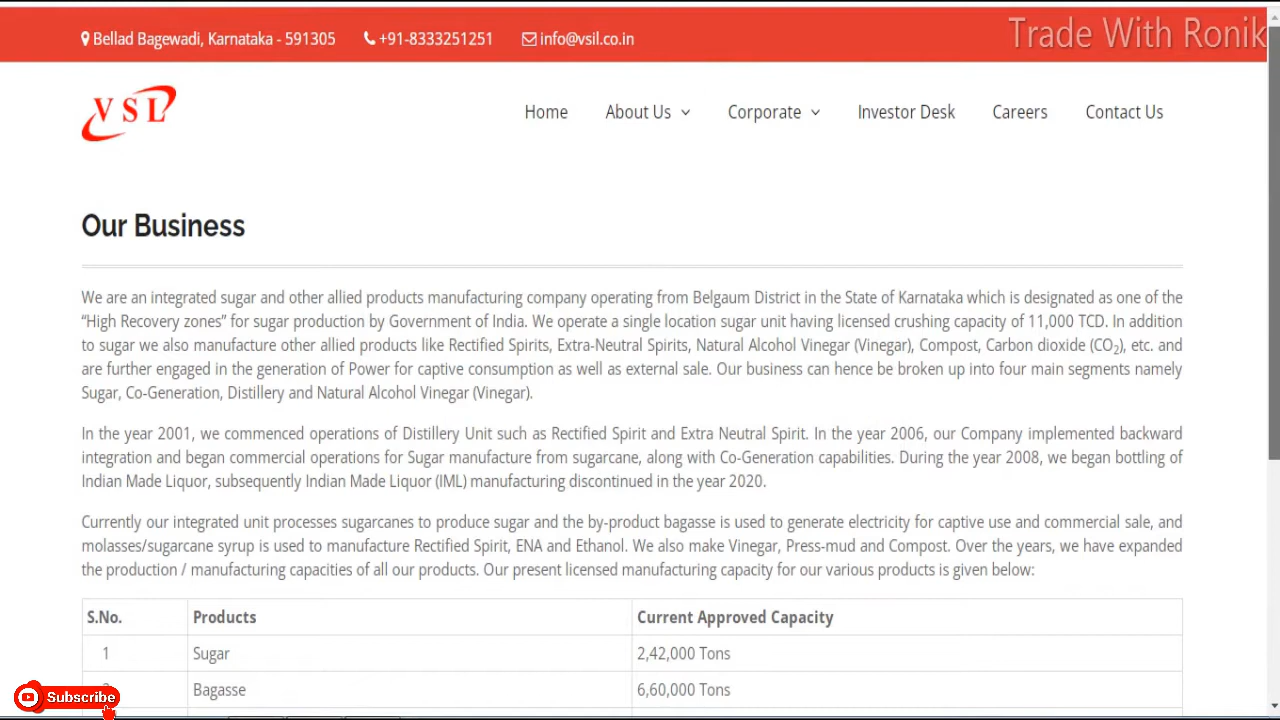 Bellad Bagewadi, Karnataka - 591305 +91-8333251251 info@vsil.co.in Trade With Ronik
VSL Home About Us Corporate Investor Desk Careers Contact Us
Our Business
We are an integrated sugar and other allied products manufacturing company operating from Belgaum District in the State of Karnataka which is designated as one of the
“High Recovery zones” for sugar production by Government of India. We operate a single location sugar unit having licensed crushing capacity of 11,000 TCD. In addition
to sugar we also manufacture other allied products like Rectified Spirits, Extra-Neutral Spirits, Natural Alcohol Vinegar (Vinegar), Compost, Carbon dioxide (CO₂), etc. and
are further engaged in the generation of Power for captive consumption as well as external sale. Our business can hence be broken up into four main segments namely
Sugar, Co-Generation, Distillery and Natural Alcohol Vinegar (Vinegar).
In the year 2001, we commenced operations of Distillery Unit such as Rectified Spirit and Extra Neutral Spirit. In the year 2006, our Company implemented backward
integration and began commercial operations for Sugar manufacture from sugarcane, along with Co-Generation capabilities. During the year 2008, we began bottling of
Indian Made Liquor, subsequently Indian Made Liquor (IML) manufacturing discontinued in the year 2020.
Currently our integrated unit processes sugarcanes to produce sugar and the by-product bagasse is used to generate electricity for captive use and commercial sale, and
molasses/sugarcane syrup is used to manufacture Rectified Spirit, ENA and Ethanol. We also make Vinegar, Press-mud and Compost. Over the years, we have expanded
the production / manufacturing capacities of all our products. Our present licensed manufacturing capacity for our various products is given below:
S.No. Products Current Approved Capacity
1 Sugar 2,42,000 Tons
Bagasse 6,60,000 Tons
Subscribe